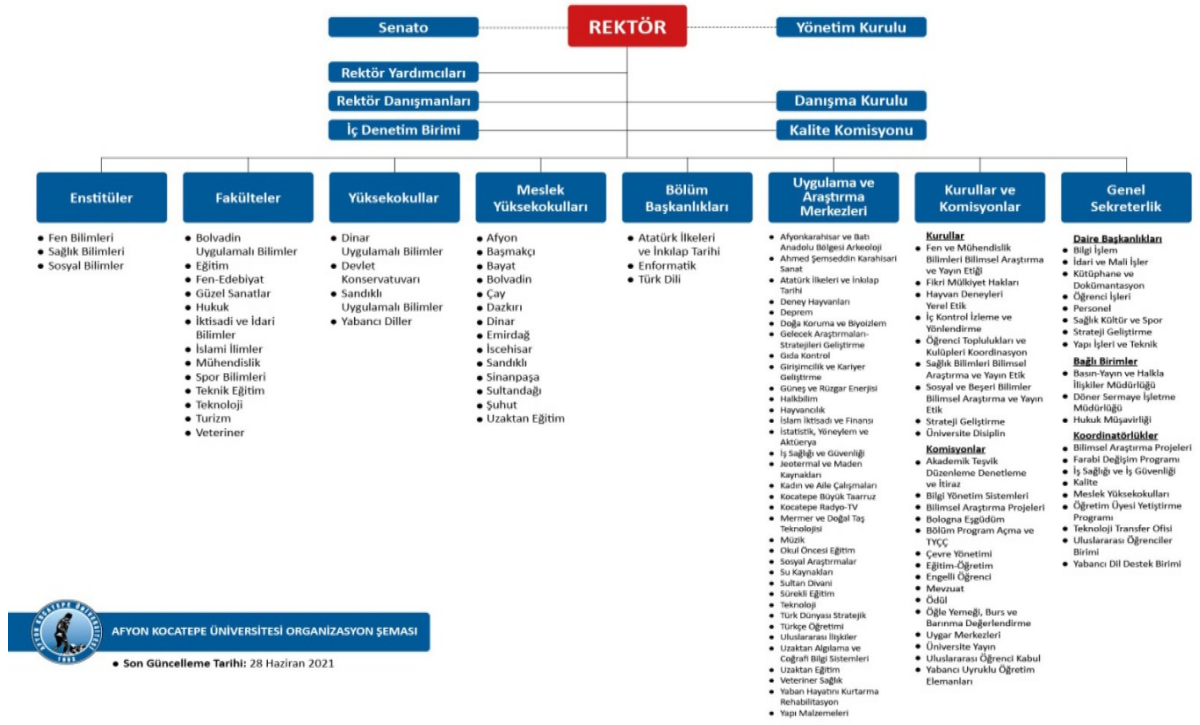 Senato
REKTÖR
Yönetim Kurulu
Rektör Yardımcıları
Rektör Danışmanları
Danışma Kurulu
İç Denetim Birimi
Kalite Komisyonu
Enstitüler
• Fen Bilimleri
• Sağlık Bilimleri
• Sosyal Bilimler
Fakülteler
• Bolvadin
Uygulamalı Bilimler
• Eğitim
• Fen-Edebiyat
• Güzel Sanatlar
• Hukuk
• İktisadi ve İdari
Bilimler
• İslami İlimler
• Mühendislik
• Spor Bilimleri
• Teknik Eğitim
• Teknoloji
• Turizm
• Veteriner
Yüksekokullar
• Dinar
Uygulamalı Bilimler
• Devlet
Konservatuvarı
• Sandıklı
Uygulamalı Bilimler
• Yabancı Diller
Meslek
Yüksekokulları
• Afyon
• Başmakçı
• Bayat
• Bolvadin
• Çay
• Dazkırı
• Dinar
• Emirdağ
• İscehisar
• Sandıklı
• Sinanpaşa
• Sultandağı
• Şuhut
• Uzaktan Eğitim
Bölüm
Başkanlıkları
• Atatürk İlkeleri
ve İnkılap Tarihi
• Enformatik
• Türk Dili
Uygulama ve
Araştırma
Merkezleri
• Afyonkarahisar ve Batı
Anadolu Bölgesi Arkeoloji
• Ahmed Şemseddin Karahisari
Sanat
• Atatürk İlkeleri ve İnkılap
Tarihi
• Deney Hayvanları
• Deprem
• Doğa Koruma ve Biyoizlem
• Gelecek Araştırmaları-
Stratejileri Geliştirme
• Gıda Kontrol
• Girişimcilik ve Kariyer
Geliştirme
• Güneş ve Rüzgar Enerjisi
• Halkbilim
• Hayvancılık
• İslam İktisadı ve Finansı
• İstatistik, Yöneylem ve
Aktüerya
• İş Sağlığı ve Güvenliği
• Jeotermal ve Maden
Kaynakları
• Kadın ve Aile Çalışmaları
• Kocatepe Büyük Taarruz
• Kocatepe Radyo-TV
• Mermer ve Doğal Taş
Teknolojisi
• Müzik
• Okul Öncesi Eğitim
• Sosyal Araştırmalar
• Su Kaynakları
• Sultan Divani
• Sürekli Eğitim
• Teknoloji
• Türk Dünyası Stratejik
• Türkçe Öğretimi
• Uluslararası İlişkiler
• Uzaktan Algılama ve
Coğrafi Bilgi Sistemleri
• Uzaktan Eğitim
• Veteriner Sağlık
• Yaban Hayatını Kurtarma
Rehabilitasyon
• Yapı Malzemeleri
Kurullar ve
Komisyonlar
Kurullar
• Fen ve Mühendislik
Bilimleri Bilimsel Araştırma
ve Yayın Etiği
• Fikri Mülkiyet Hakları
• Hayvan Deneyleri
Yerel Etik
• İç Kontrol İzleme ve
Yönlendirme
• Öğrenci Toplulukları ve
Kulüpleri Koordinasyon
• Sağlık Bilimleri Bilimsel
Araştırma ve Yayın Etik
• Sosyal ve Beşeri Bilimler
Bilimsel Araştırma ve Yayın
Etik
• Strateji Geliştirme
• Üniversite Disiplin
Komisyonlar
• Akademik Teşvik
Düzenleme Denetleme
ve İtiraz
• Bilgi Yönetim Sistemleri
• Bilimsel Araştırma Projeleri
• Bologna Eşgüdüm
• Bölüm Program Açma ve
TYÇÇ
• Çevre Yönetimi
• Eğitim-Öğretim
• Engelli Öğrenci
• Mevzuat
• Ödül
• Öğle Yemeği, Burs ve
Barınma Değerlendirme
• Uygar Merkezleri
• Üniversite Yayın
• Uluslararası Öğrenci Kabul
• Yabancı Uyruklu Öğretim
Elemanları
Genel
Sekreterlik
Daire Başkanlıkları
• Bilgi İşlem
• İdari ve Mali İşler
• Kütüphane ve
Dokümantasyon
• Öğrenci İşleri
• Personel
• Sağlık Kültür ve Spor
• Strateji Geliştirme
• Yapı İşleri ve Teknik
Bağlı Birimler
• Basın-Yayın ve Halkla
İlişkiler Müdürlüğü
• Döner Sermaye İşletme
Müdürlüğü
• Hukuk Müşavirliği
Koordinatörlükler
• Bilimsel Araştırma Projeleri
• Farabi Değişim Programı
• İş Sağlığı ve İş Güvenliği
• Kalite
• Meslek Yüksekokulları
• Öğretim Üyesi Yetiştirme
Programı
• Teknoloji Transfer Ofisi
• Uluslararası Öğrenciler
Birimi
• Yabancı Dil Destek Birimi
AFYON KOCATEPE ÜNİVERSİTESİ
1992
AFYON KOCATEPE ÜNİVERSİTESİ ORGANİZASYON ŞEMASI
• Son Güncelleme Tarihi: 28 Haziran 2021